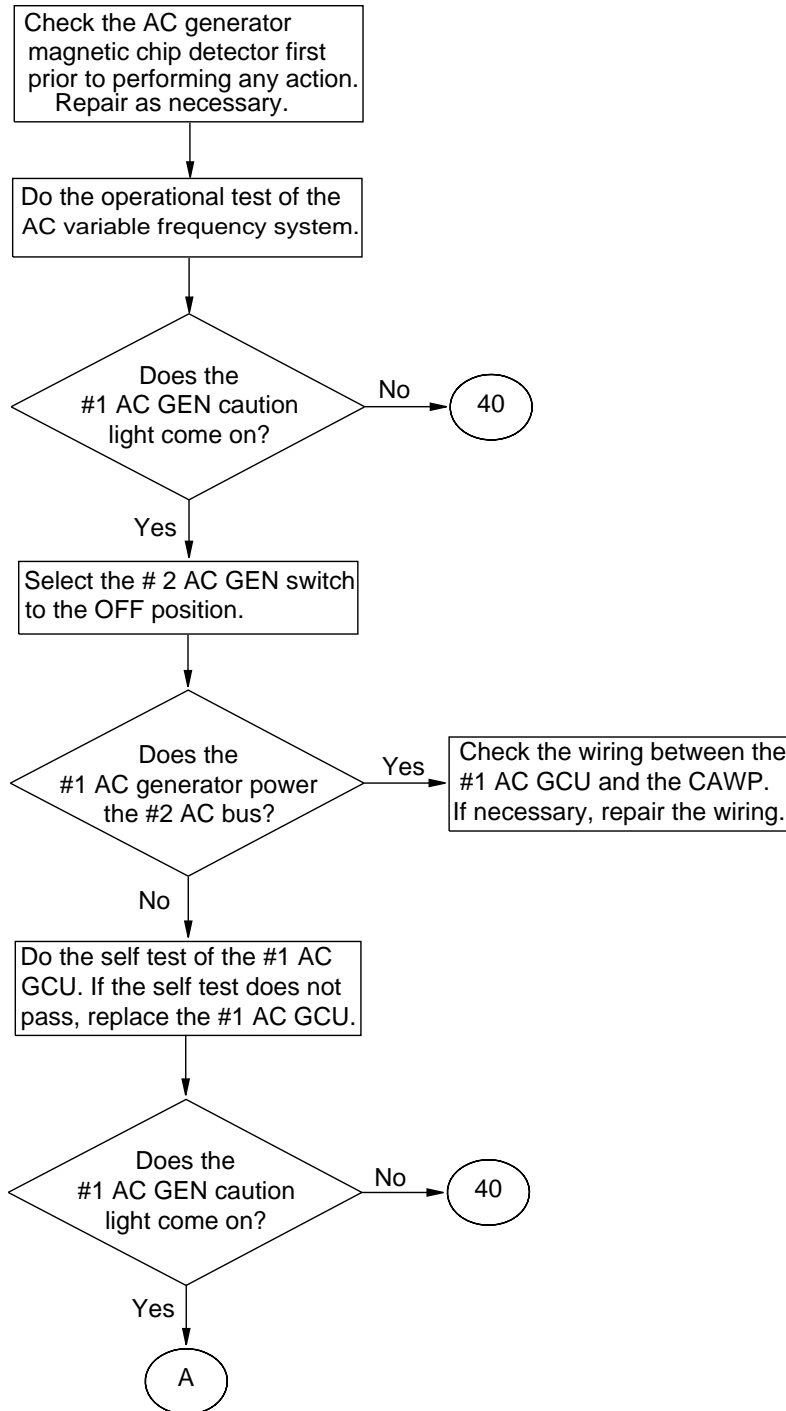 Check the AC generator
magnetic chip detector first
prior to performing any action.
Repair as necessary.
Do the operational test of the
AC variable frequency system.
Does the
#1 AC GEN caution
light come on?
No
40
Yes
Select the # 2 AC GEN switch
to the OFF position.
Does the
#1 AC generator power
the #2 AC bus?
Yes
Check the wiring between the
#1 AC GCU and the CAWP.
If necessary, repair the wiring.
No
Do the self test of the #1 AC
GCU. If the self test does not
pass, replace the #1 AC GCU.
Does the
#1 AC GEN caution
light come on?
No
40
Yes
A